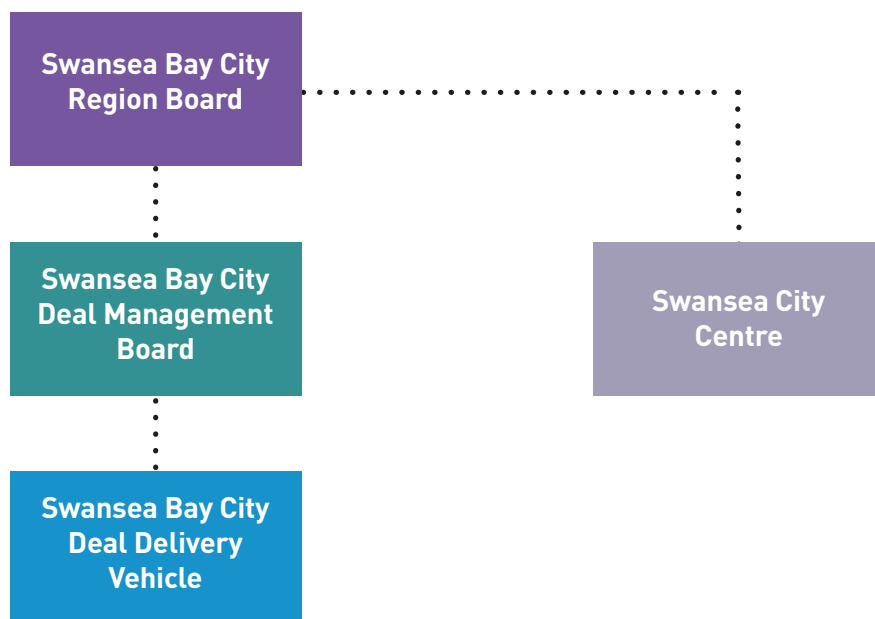 Swansea Bay City
Region Board
Swansea Bay City
Deal Management
Board
Swansea City
Centre
Swansea Bay City
Deal Delivery
Vehicle